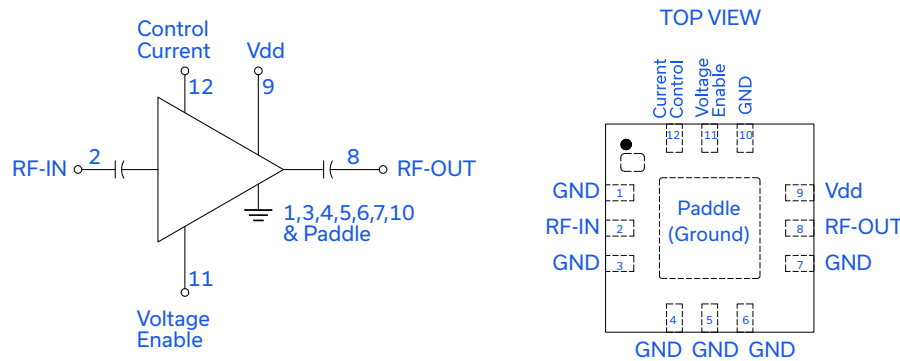 Control
Current
Vdd
12
9
RF-IN
2
8
RF-OUT
1,3,4,5,6,7,10
& Paddle
11
Voltage
Enable
TOP VIEW
Current
Control
Voltage
Enable
GND
12
11
10
GND
1
Paddle
(Ground)
9
Vdd
RF-IN
2
8
RF-OUT
GND
3
7
GND
4
5
6
GND
GND
GND